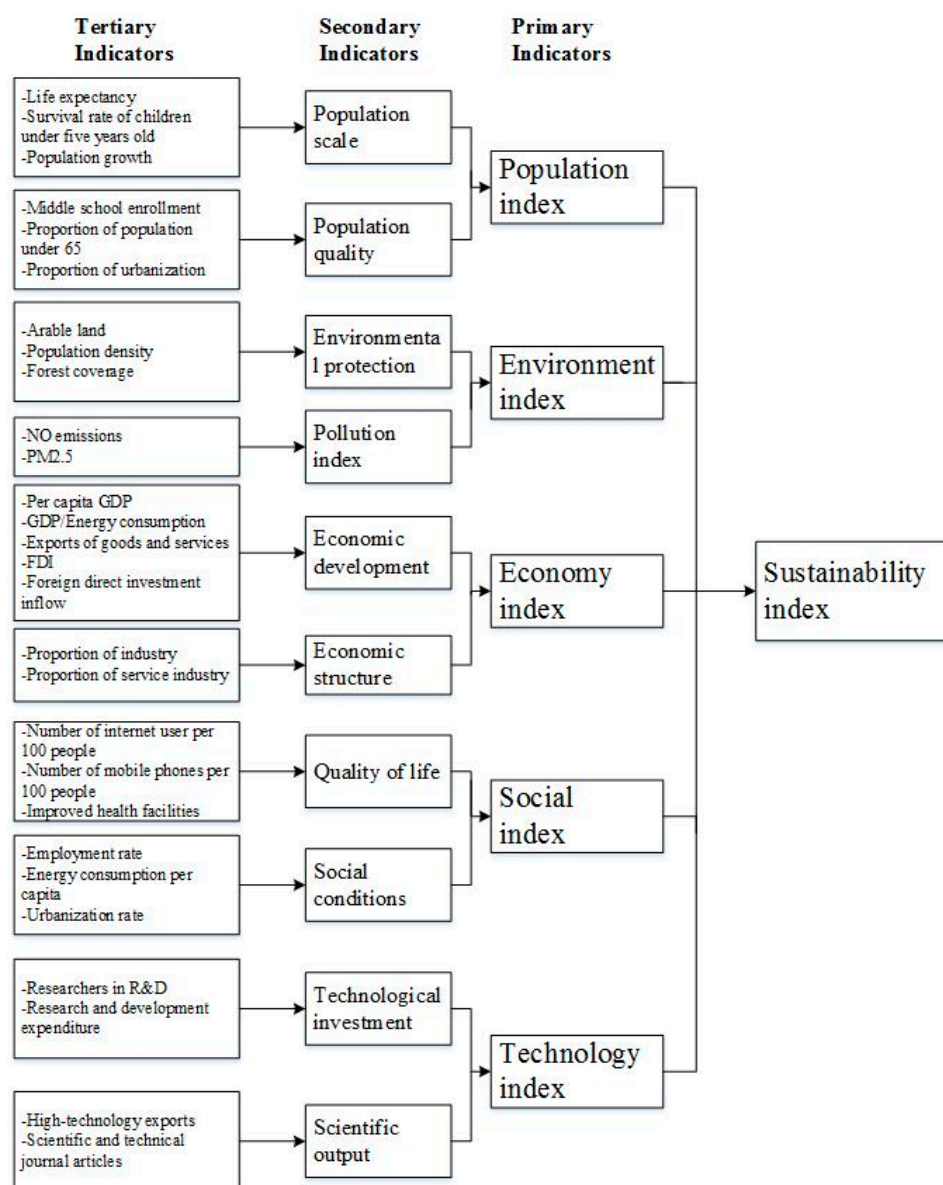 Tertiary
Indicators
Secondary
Indicators
Primary
Indicators
-Life expectancy
-Survival rate of children
under five years old
-Population growth
Population
scale
-Middle school enrollment
-Proportion of population
under 65
-Proportion of urbanization
Population
quality
Population
index
-Arable land
-Population density
-Forest coverage
Environmenta
l protection
-NO emissions
-PM2.5
Pollution
index
Environment
index
-Per capita GDP
-GDP/Energy consumption
-Exports of goods and services
-FDI
-Foreign direct investment
inflow
Economic
development
-Proportion of industry
-Proportion of service industry
Economic
structure
Economy
index
-Number of internet user per
100 people
-Number of mobile phones per
100 people
-Improved health facilities
Quality of life
-Employment rate
-Energy consumption per
capita
-Urbanization rate
Social
conditions
Social
index
-Researchers in R&D
-Research and development
expenditure
Technological
investment
-High-technology exports
-Scientific and technical
journal articles
Scientific
output
Technology
index
Sustainability
index